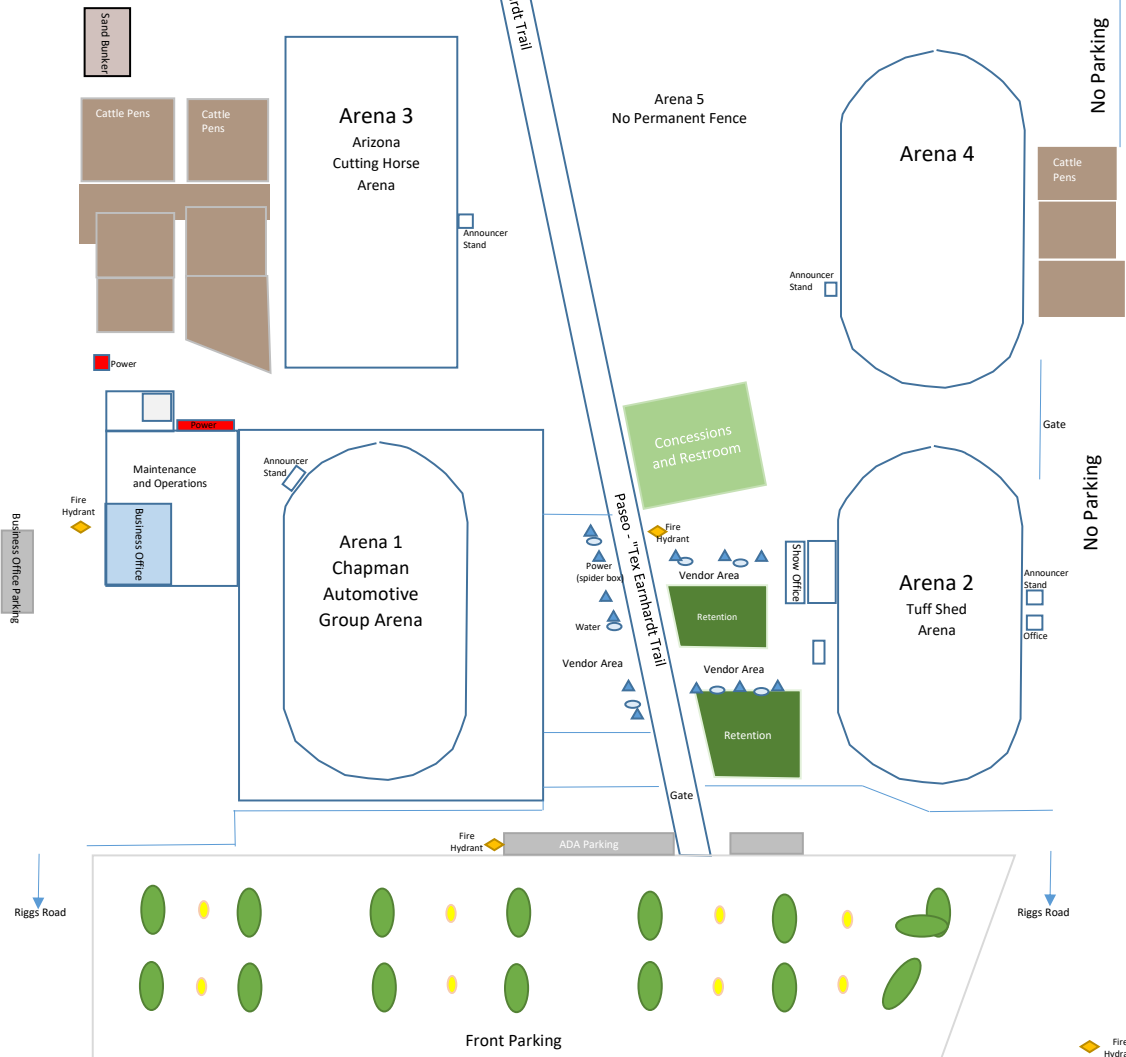 Sand Bunker
rdt Trail
No Parking
Cattle Pens
Cattle
Pens
Arena 3
Arizona
Cutting Horse
Arena
Arena 5
No Permanent Fence
Arena 4
Cattle
Pens
Announcer
Stand
Announcer
Stand
Power
Power
Gate
Concessions
and Restroom
Maintenance
and Operations
Announcer
Stand
No Parking
Fire
Hydrant
Business Office
Business Office Parking
Arena 1
Chapman
Automotive
Group Arena
Paseo - "Tex Earnhardt Trail
Fire
Hydrant
Power
(spider box)
Vendor Area
Show Office
Arena 2
Tuff Shed
Arena
Announcer
Stand
Office
Retention
Water
Vendor Area
Vendor Area
Retention
Gate
Fire
Hydrant
ADA Parking
Riggs Road
Riggs Road
Front Parking
Fire
Hydra